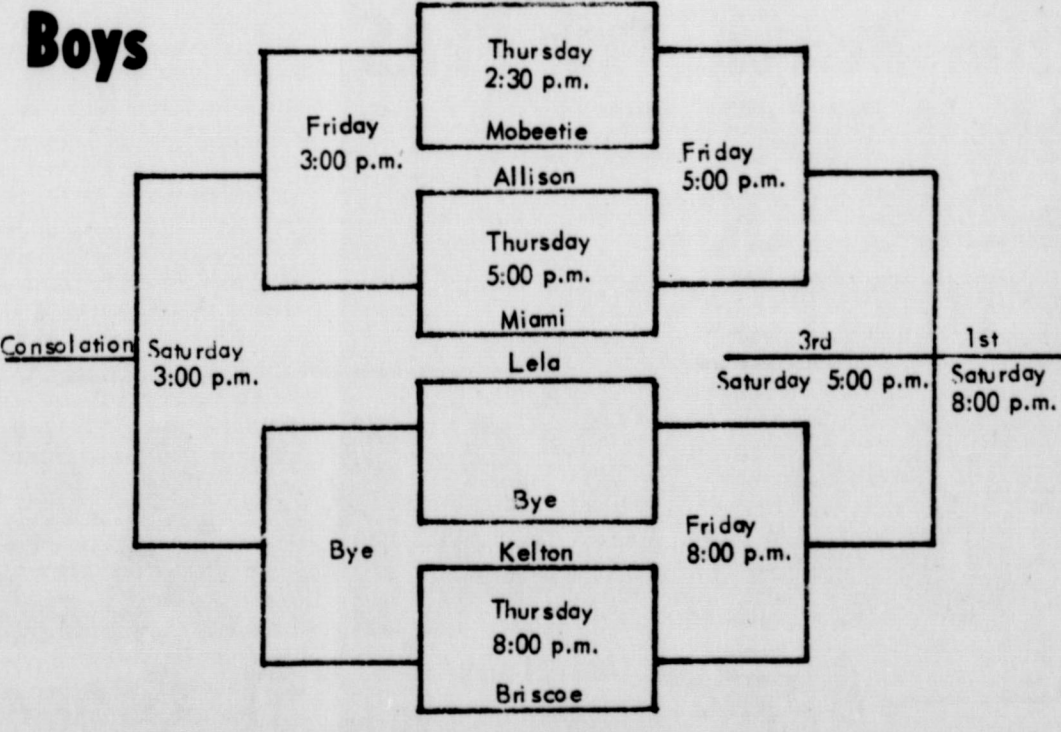 Boys
Thursday
2:30 p.m.
Mobeetie
Friday
3:00 p.m.
Allison
Friday
5:00 p.m.
Thursday
5:00 p.m.
Miami
Consolation
Saturday
3:00 p.m.
Lela
3rd
Saturday 5:00 p.m.
1st
Saturday
8:00 p.m.
Bye
Bye
Kelton
Friday
8:00 p.m.
Thursday
8:00 p.m.
Briscoe